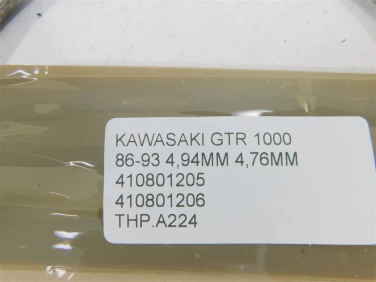 KAWASAKI GTR 1000
86-93 4,94MM 4,76MM
410801205
410801206
THP.A224